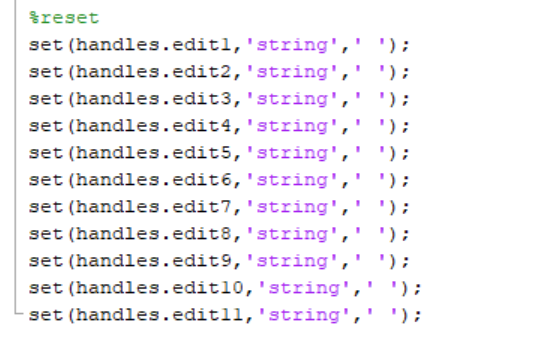 %reset
set(handles.edit1,'string',' ');
set(handles.edit2,'string',' ');
set(handles.edit3,'string',' ');
set(handles.edit4,'string',' ');
set(handles.edit5,'string',' ');
set(handles.edit6,'string',' ');
set(handles.edit7,'string',' ');
set(handles.edit8,'string',' ');
set(handles.edit9,'string',' ');
set(handles.edit10,'string',' ');
set(handles.edit11,'string',' ');